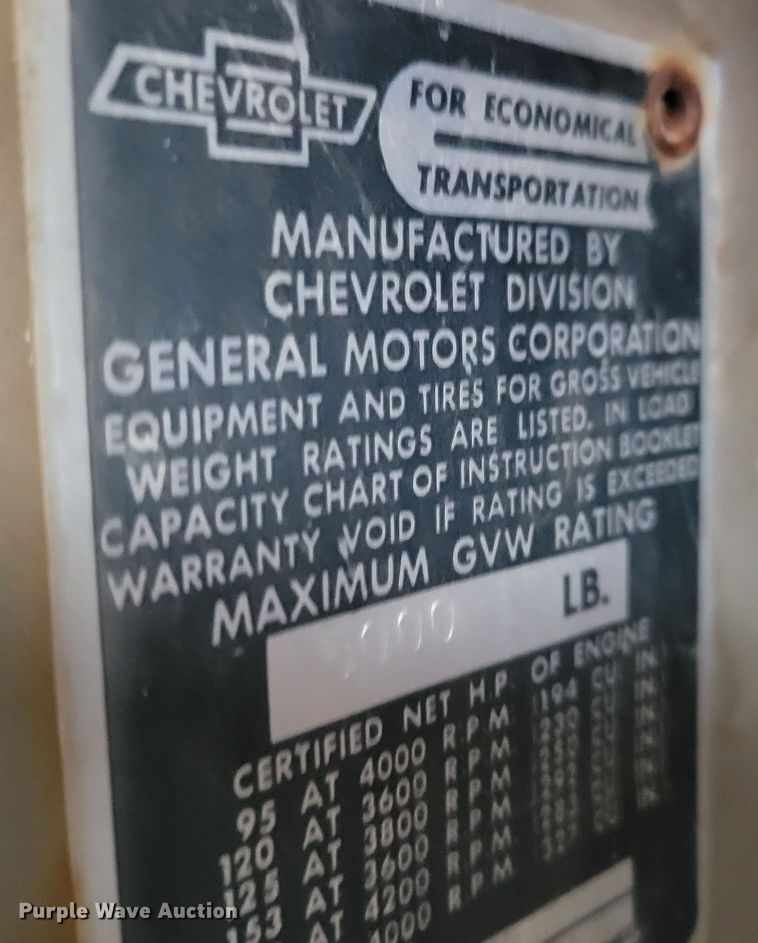 CHEVROLET
FOR ECONOMICAL
TRANSPORTATION
MANUFACTURED BY
CHEVROLET DIVISION
GENERAL MOTORS CORPORATION
EQUIPMENT AND TIRES FOR GROSS VEHICLE
WEIGHT RATINGS ARE LISTED, IN LOAD
CAPACITY CHART OF INSTRUCTION BOOKLET
WARRANTY VOID IF RATING IS EXCEEDED
MAXIMUM GVW RATING
LB.
CERTIFIED NET H.P. OF ENGINE
95 AT 4000 R P M (194 CU. IN.)
120 AT 3600 R P M
125 AT 3800 R P M
153 AT 3600 R P M
AT 4200 R P M
4000 R P M
Purple Wave Auction